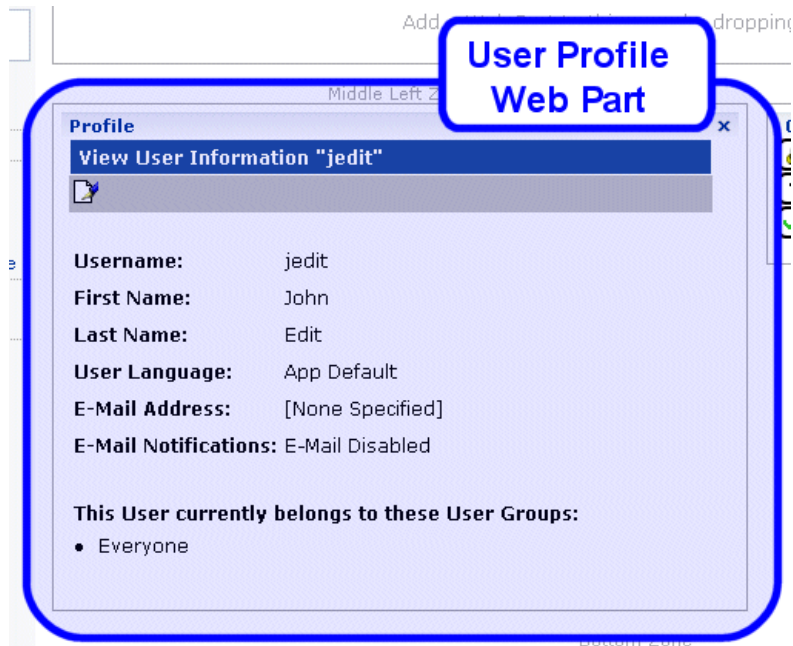 Add
dropping
User Profile
Web Part
Middle Left Z
Profile
View User Information "jedit"
Username: jedit
First Name: John
Last Name: Edit
User Language: App Default
E-Mail Address: [None Specified]
E-Mail Notifications: E-Mail Disabled
This User currently belongs to these User Groups:
• Everyone